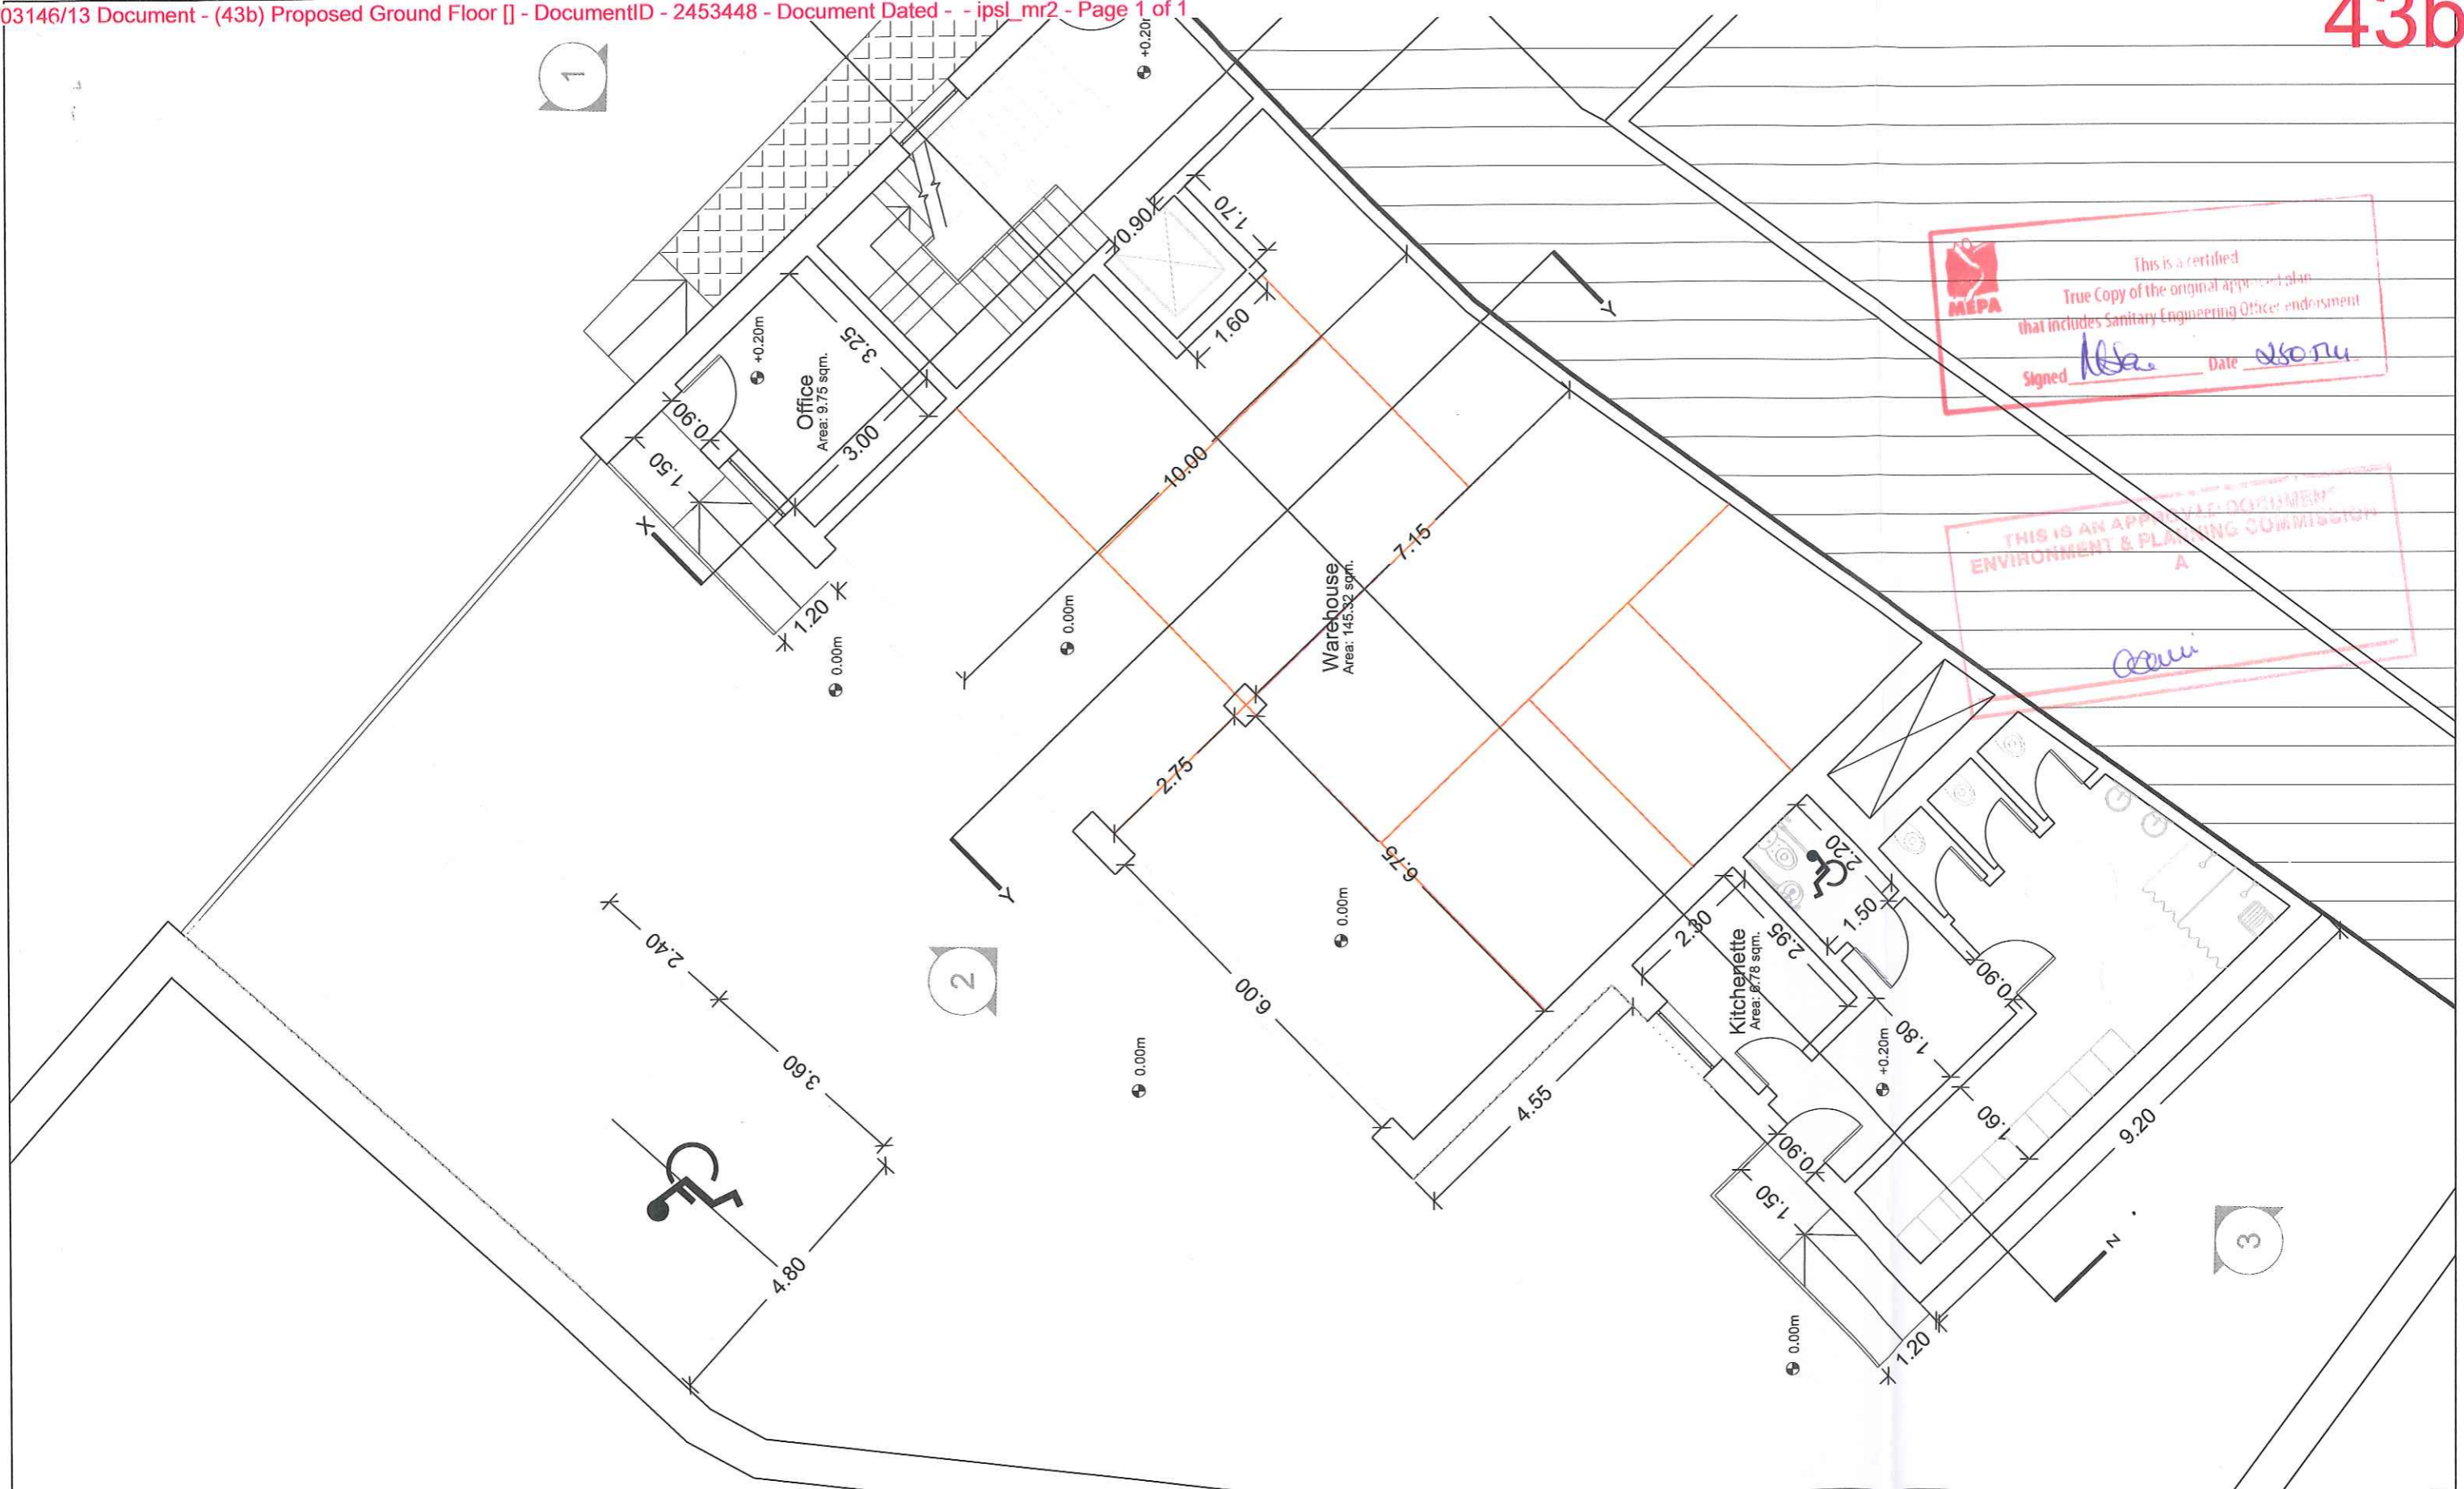 03146/13 Document - (43b) Proposed Ground Floor [] - DocumentID - 2453448 - Document Dated - - ipsl_mr2 - Page 1 of 1
43b
1
+0.20m
0.90
1.70
1.60
+0.20m
3.25
Office
Area: 9.75 sqm.
3.00
0.90
1.50
X
1.20
0.00m
10.00
0.00m
Y
7.15
Warehouse
Area: 145.32 sqm.
2.75
Y
6.75
0.00m
6.00
2.40
3.60
4.80
2
0.00m
4.55
2.30
2.95
Kitchenette
Area: 6.78 sqm.
2.20
1.50
0.90
1.80
+0.20m
1.60
0.90
1.50
9.20
1.20
0.00m
Z
3
MEPA
This is a certified
True Copy of the original approved plan
that includes Sanitary Engineering Officer endorsment
Signed
Date
THIS IS AN APPROVED DOCUMENT
ENVIRONMENT & PLANNING COMMISSION
A